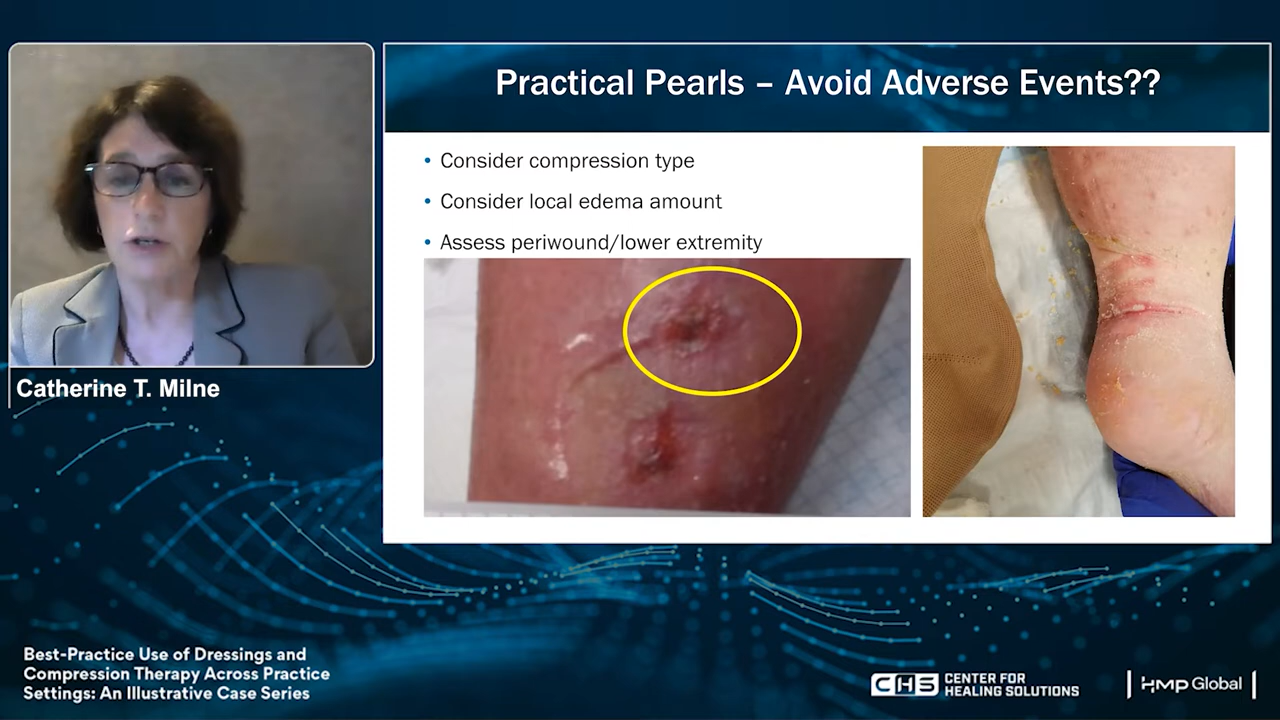 Practical Pearls – Avoid Adverse Events??
• Consider compression type
• Consider local edema amount
• Assess periwound/lower extremity
Catherine T. Milne
Best-Practice Use of Dressings and
Compression Therapy Across Practice
Settings: An Illustrative Case Series
CHS CENTER FOR
HEALING SOLUTIONS
HMP Global